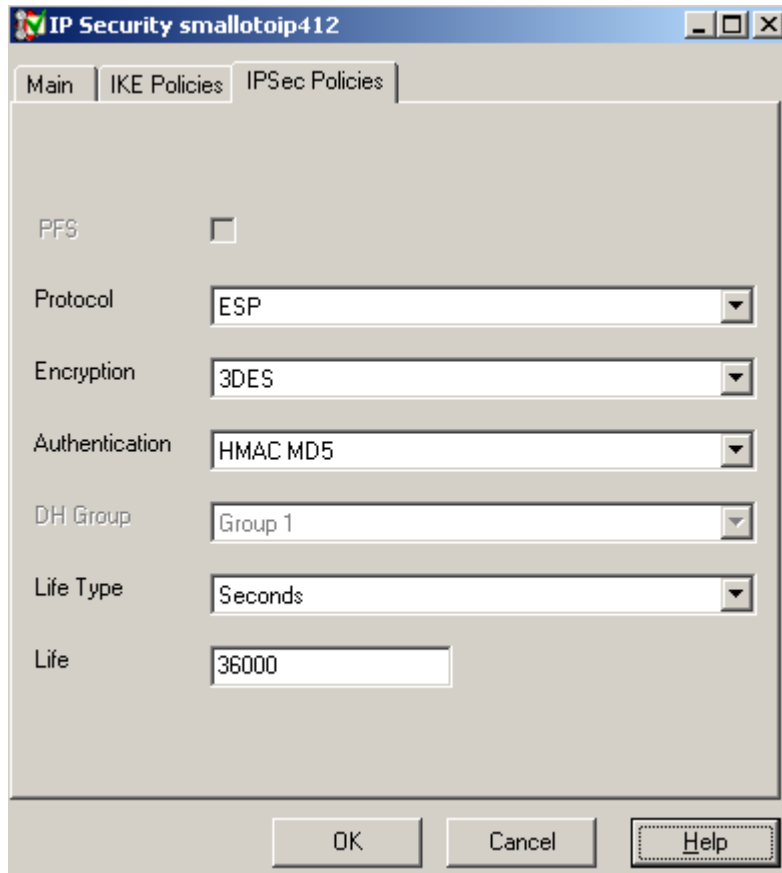 IP Security smallotoip412
Main IKE Policies IPSec Policies
PFS
Protocol ESP
Encryption 3DES
Authentication HMAC MD5
DH Group Group 1
Life Type Seconds
Life 36000
OK Cancel Help